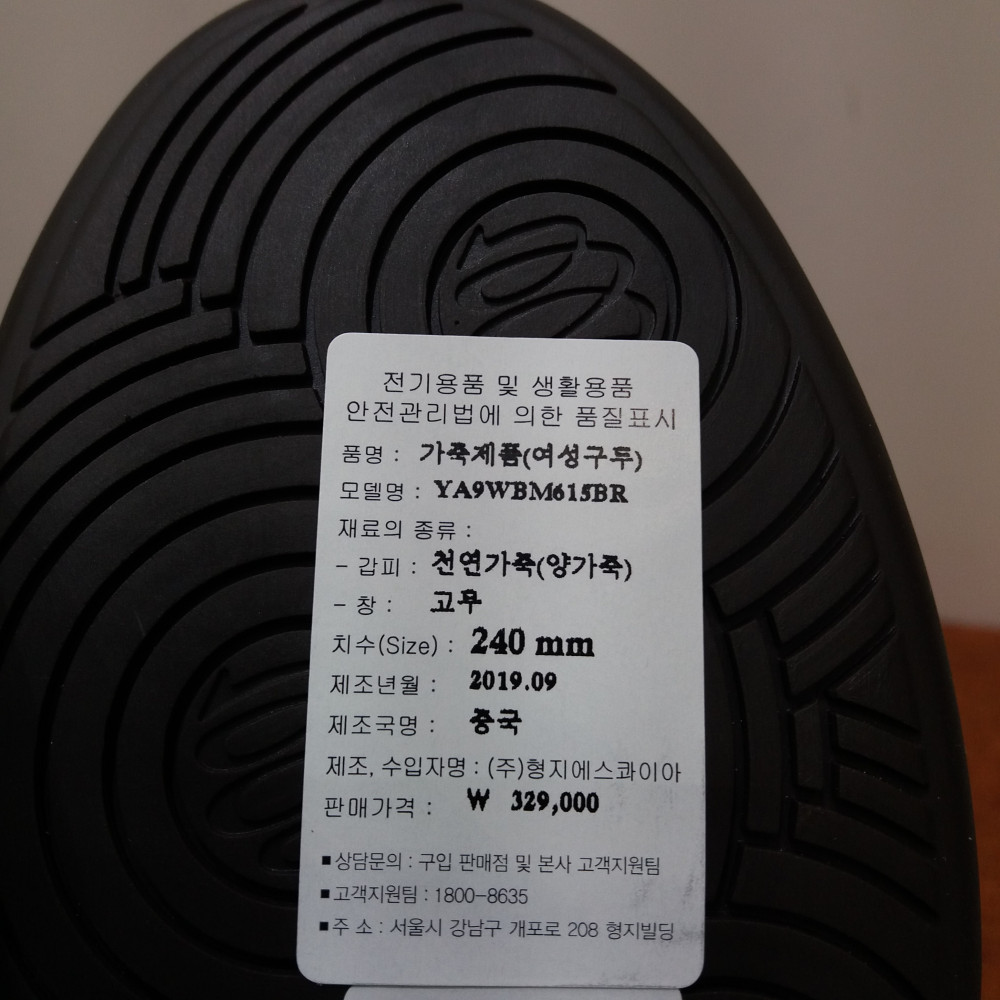 전기용품 및 생활용품
안전관리법에 의한 품질표시
품명 : 가죽제품(여성구두)
모델명 : YA9WBM615BR
재료의 종류 :
- 갑피 : 천연가죽(양가죽)
- 창 : 고무
치수(Size) : 240 mm
제조년월 : 2019.09
제조국명 : 중국
제조, 수입자명 : (주)형지에스콰이아
판매가격 : ₩ 329,000
■상담문의 : 구입 판매점 및 본사 고객지원팀
■고객지원팀 : 1800-8635
■주 소 : 서울시 강남구 개포로 208 형지빌딩